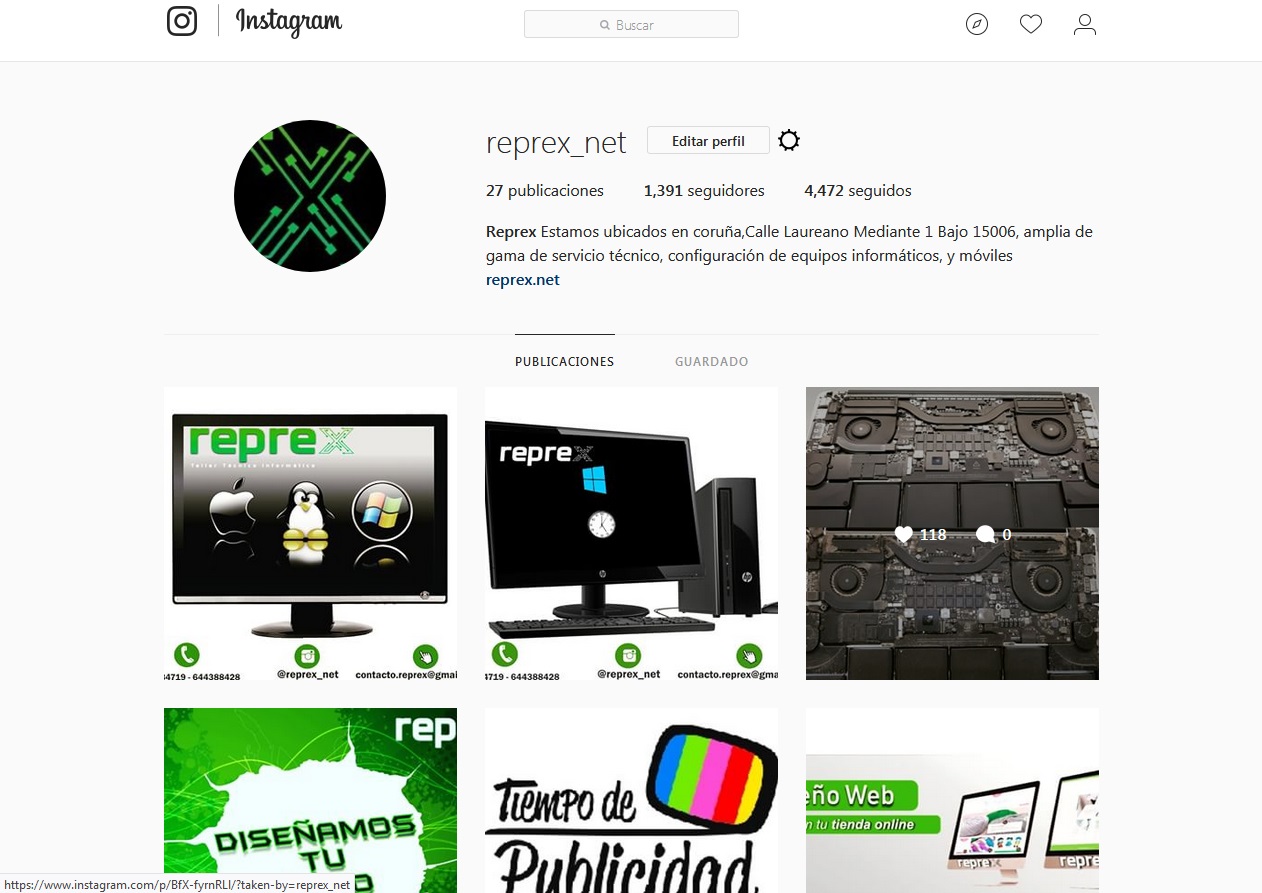 Instagram
Buscar
reprex_net Editar perfil
27 publicaciones 1,391 seguidores 4,472 seguidos
Reprex Estamos ubicados en coruña,Calle Laureano Mediante 1 Bajo 15006, amplia de
gama de servicio técnico, configuración de equipos informáticos, y móviles
reprex.net
PUBLICACIONES GUARDADO
reprex
Taller Técnico Informático
4719 - 644388428 @reprex_net contacto.reprex@gmai
reprex
hp
hp
4719 - 644388428 @reprex_net contacto.reprex@gma
118 0
rep
DISEÑAMOS
TU
TIEMPO DE
Publicidad
eño Web
n tu tienda online
reprex
repre
https://www.instagram.com/p/BfX-fyrnRLl/?taken-by=reprex_net